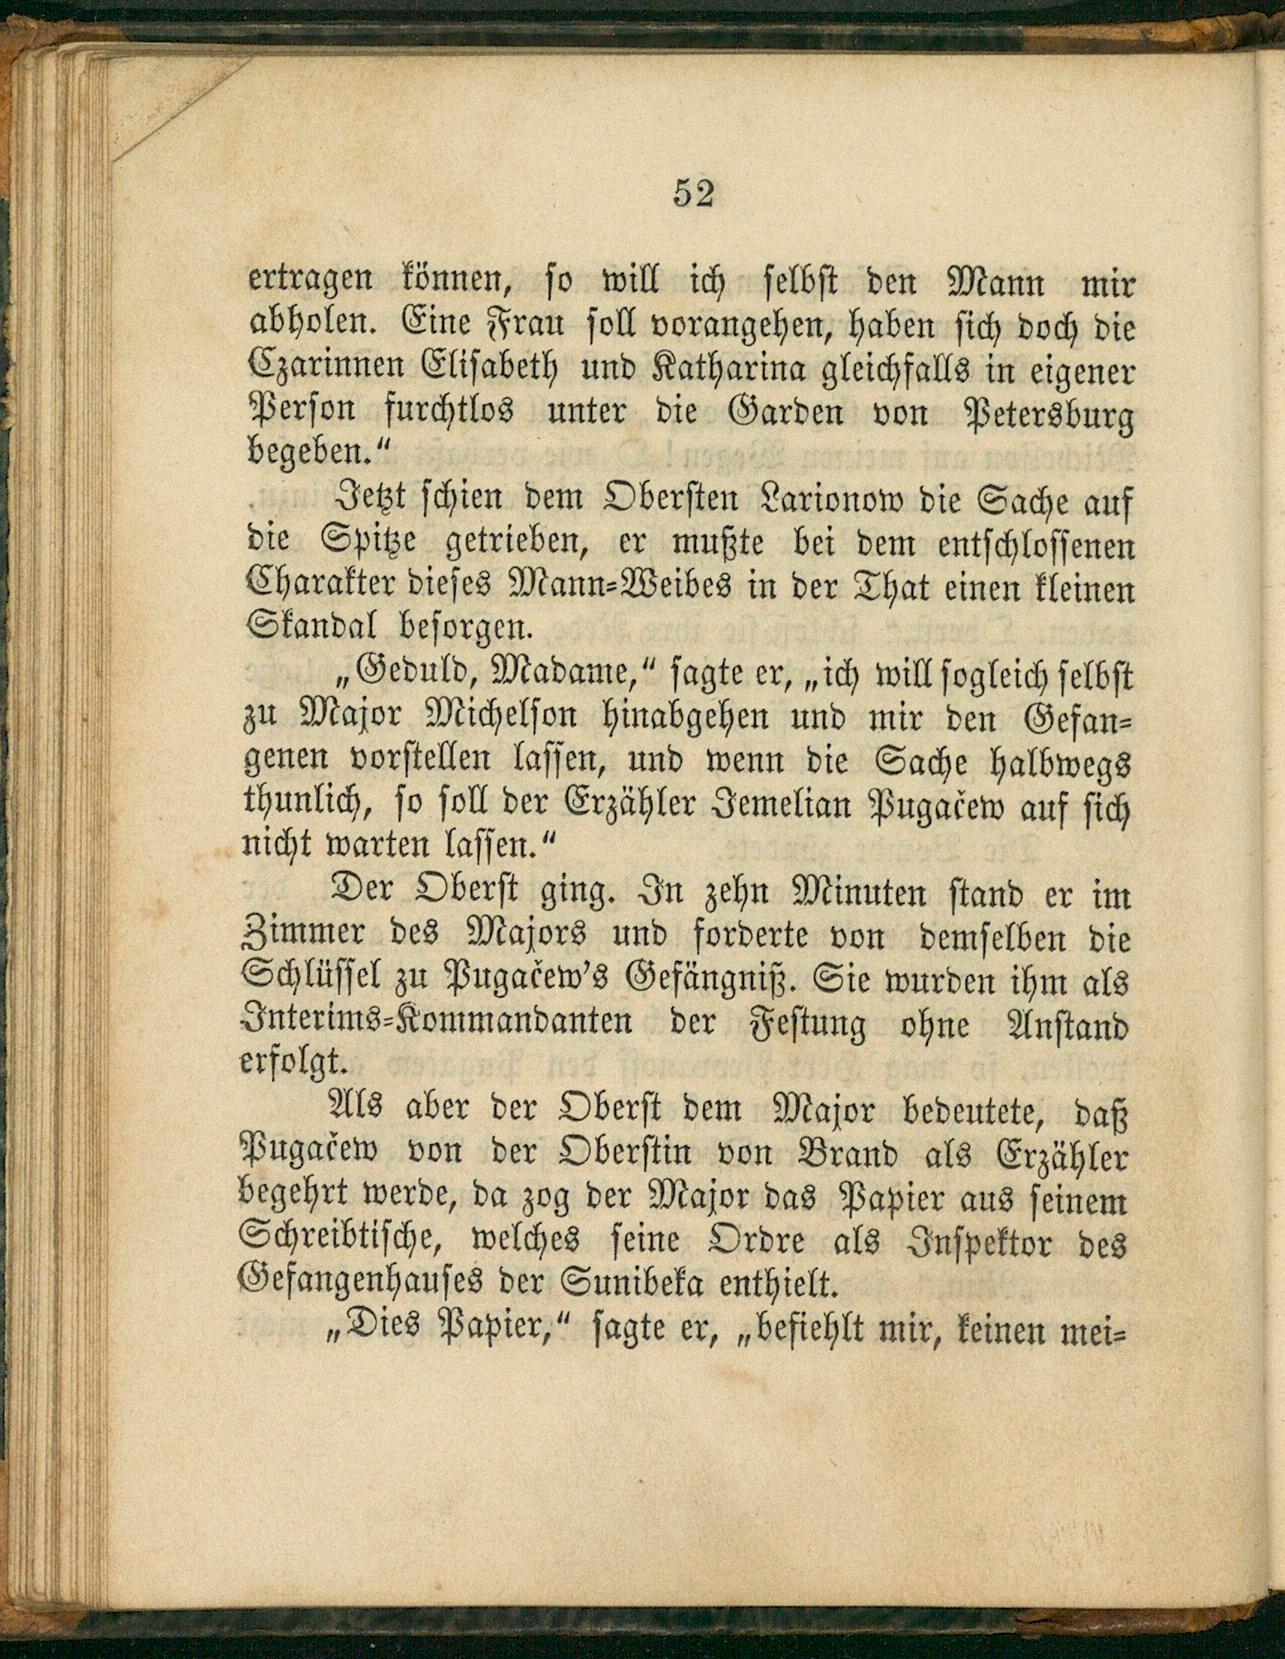 52
ertragen können, so will ich selbst den Mann mir
abholen. Eine Frau soll vorangehen, haben sich doch die
Czarinnen Elisabeth und Katharina gleichfalls in eigener
Person furchtlos unter die Garden von Petersburg
begeben.“
Jetzt schien dem Obersten Larionow die Sache auf
die Spitze getrieben, er mußte bei dem entschlossenen
Charakter dieses Mann-Weibes in der That einen kleinen
Skandal besorgen.
„Geduld, Madame,“ sagte er, „ich will sogleich selbst
zu Major Michelson hinabgehen und mir den Gefan-
genen vorstellen lassen, und wenn die Sache halbwegs
thunlich, so soll der Erzähler Jemelian Pugačew auf sich
nicht warten lassen.“
Der Oberst ging. In zehn Minuten stand er im
Zimmer des Majors und forderte von demselben die
Schlüssel zu Pugačew’s Gefängniß. Sie wurden ihm als
Interims-Kommandanten der Festung ohne Anstand
erfolgt.
Als aber der Oberst dem Major bedeutete, daß
Pugačew von der Oberstin von Brand als Erzähler
begehrt werde, da zog der Major das Papier aus seinem
Schreibtische, welches seine Ordre als Inspektor des
Gefangenhauses der Sunibeka enthielt.
„Dies Papier,“ sagte er, „befiehlt mir, keinen mei-